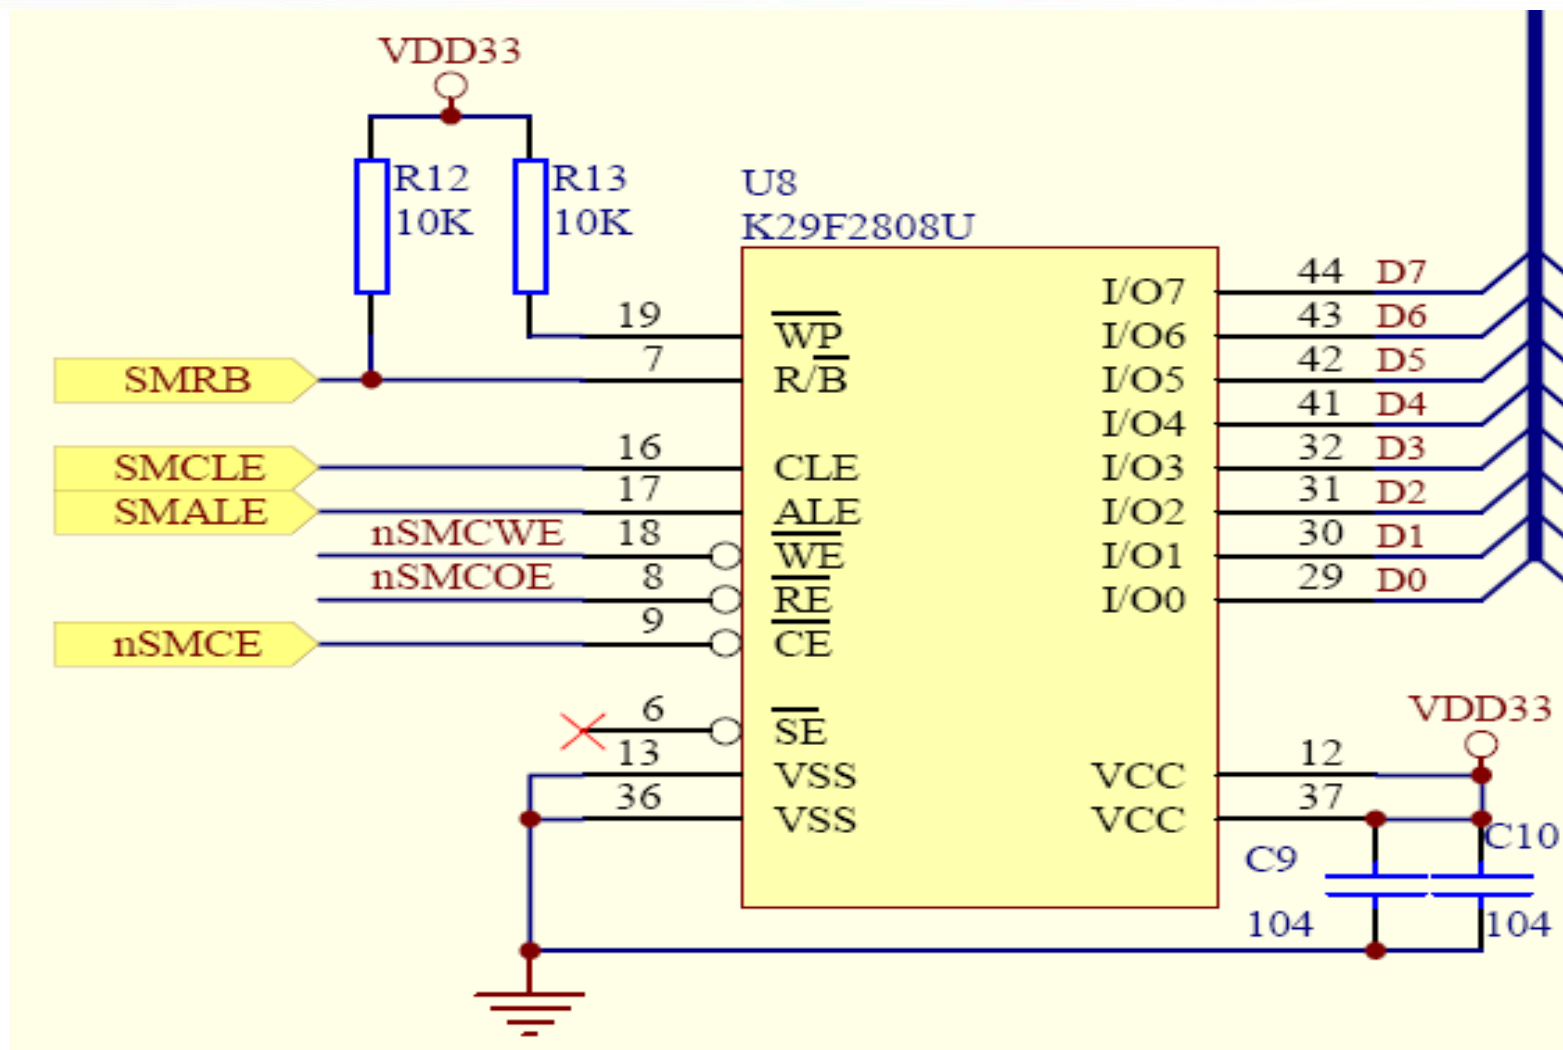 VDD33
R12
10K
R13
10K
U8
K29F2808U
19
WP
7
R/B
16
CLE
17
ALE
18
WE
8
RE
9
CE
6
SE
13
VSS
36
VSS
SMRB
SMCLE
SMALE
nSMCWE
nSMCOE
nSMCE
I/O7 44 D7
I/O6 43 D6
I/O5 42 D5
I/O4 41 D4
I/O3 32 D3
I/O2 31 D2
I/O1 30 D1
I/O0 29 D0
VDD33
VCC 12
VCC 37
C9
104
C10
104